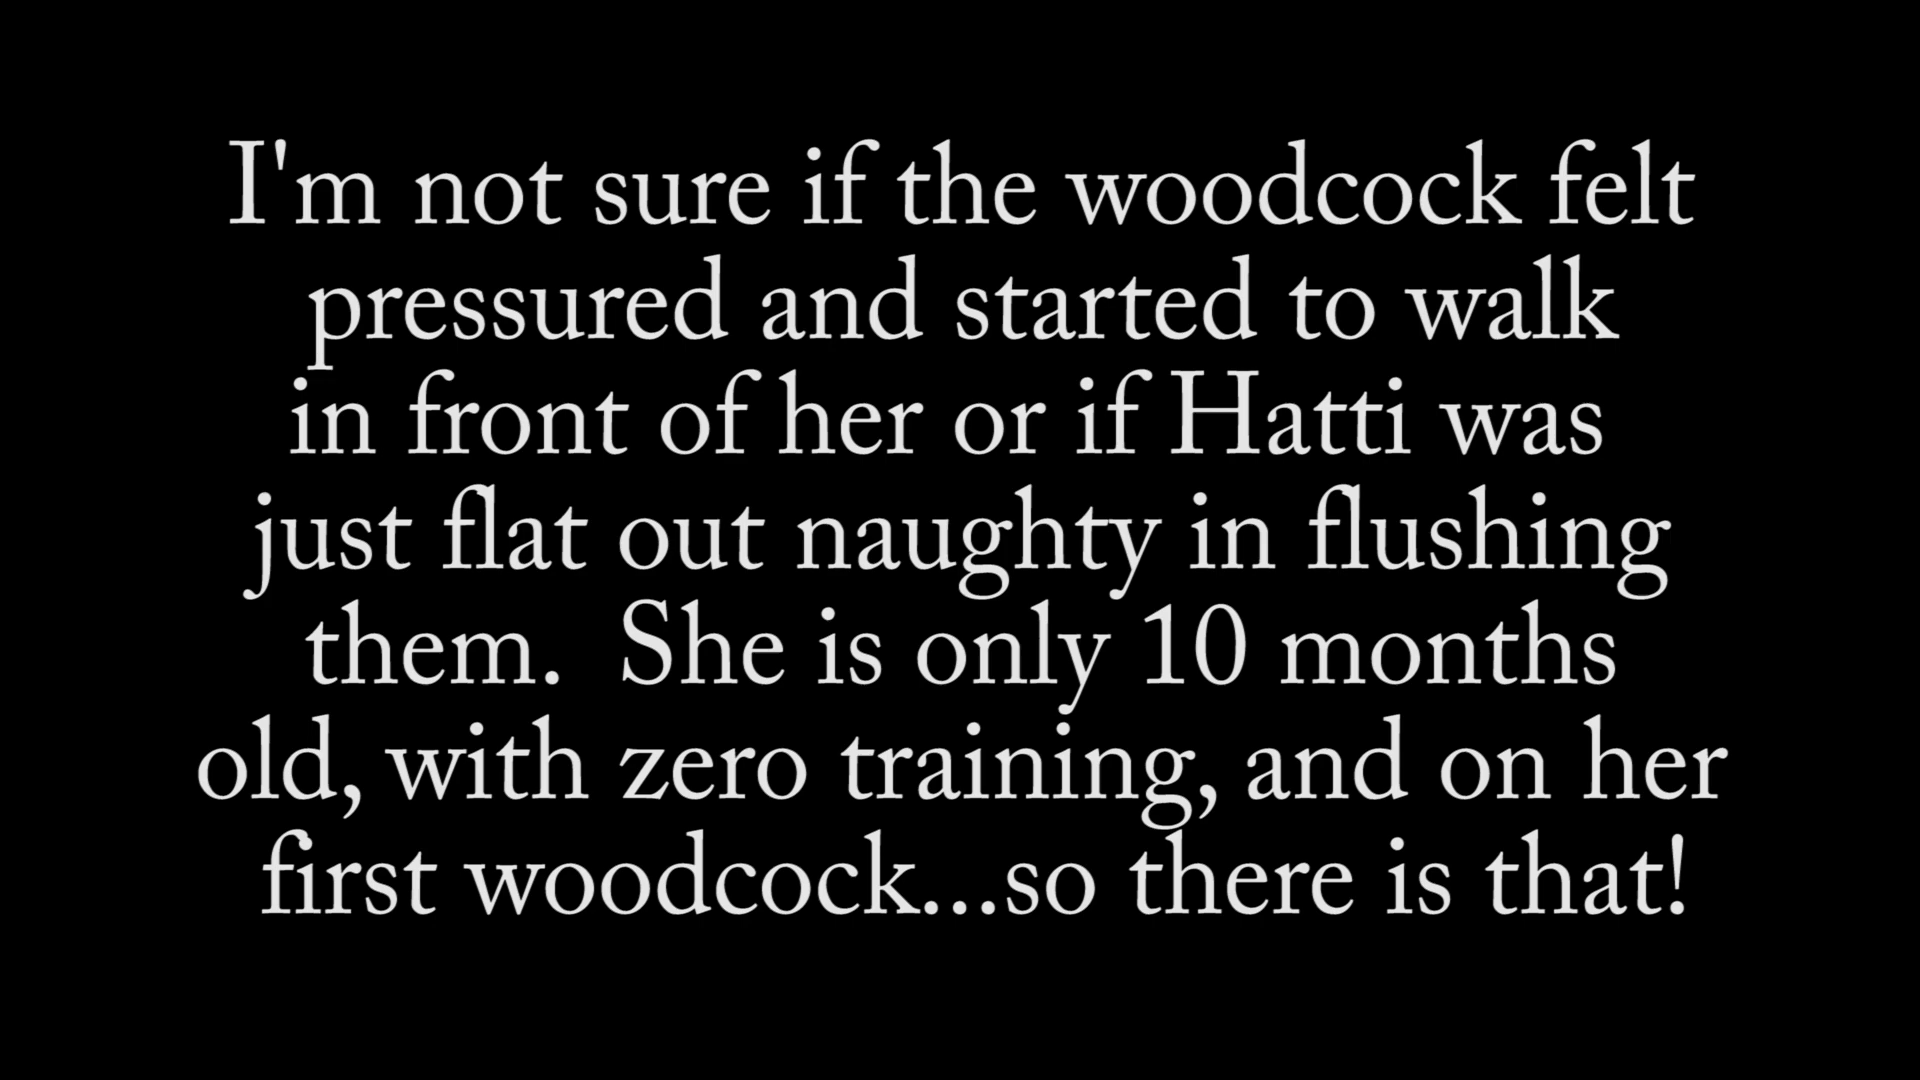 I'm not sure if the woodcock felt
pressured and started to walk
in front of her or if Hatti was
just flat out naughty in flushing
them.  She is only 10 months
old, with zero training, and on her
first woodcock...so there is that!